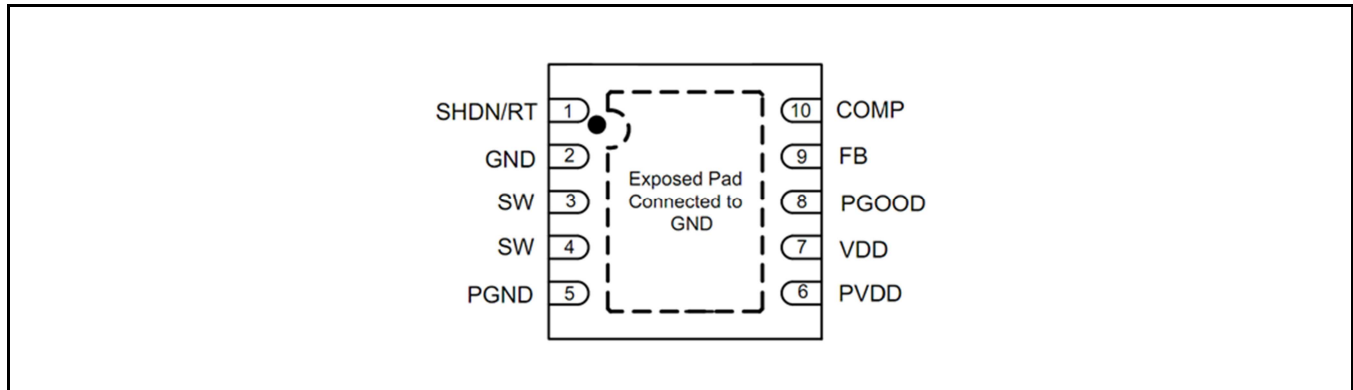 SHDN/RT 1
GND 2
SW 3
SW 4
PGND 5
Exposed Pad
Connected to
GND
10 COMP
9 FB
8 PGOOD
7 VDD
6 PVDD